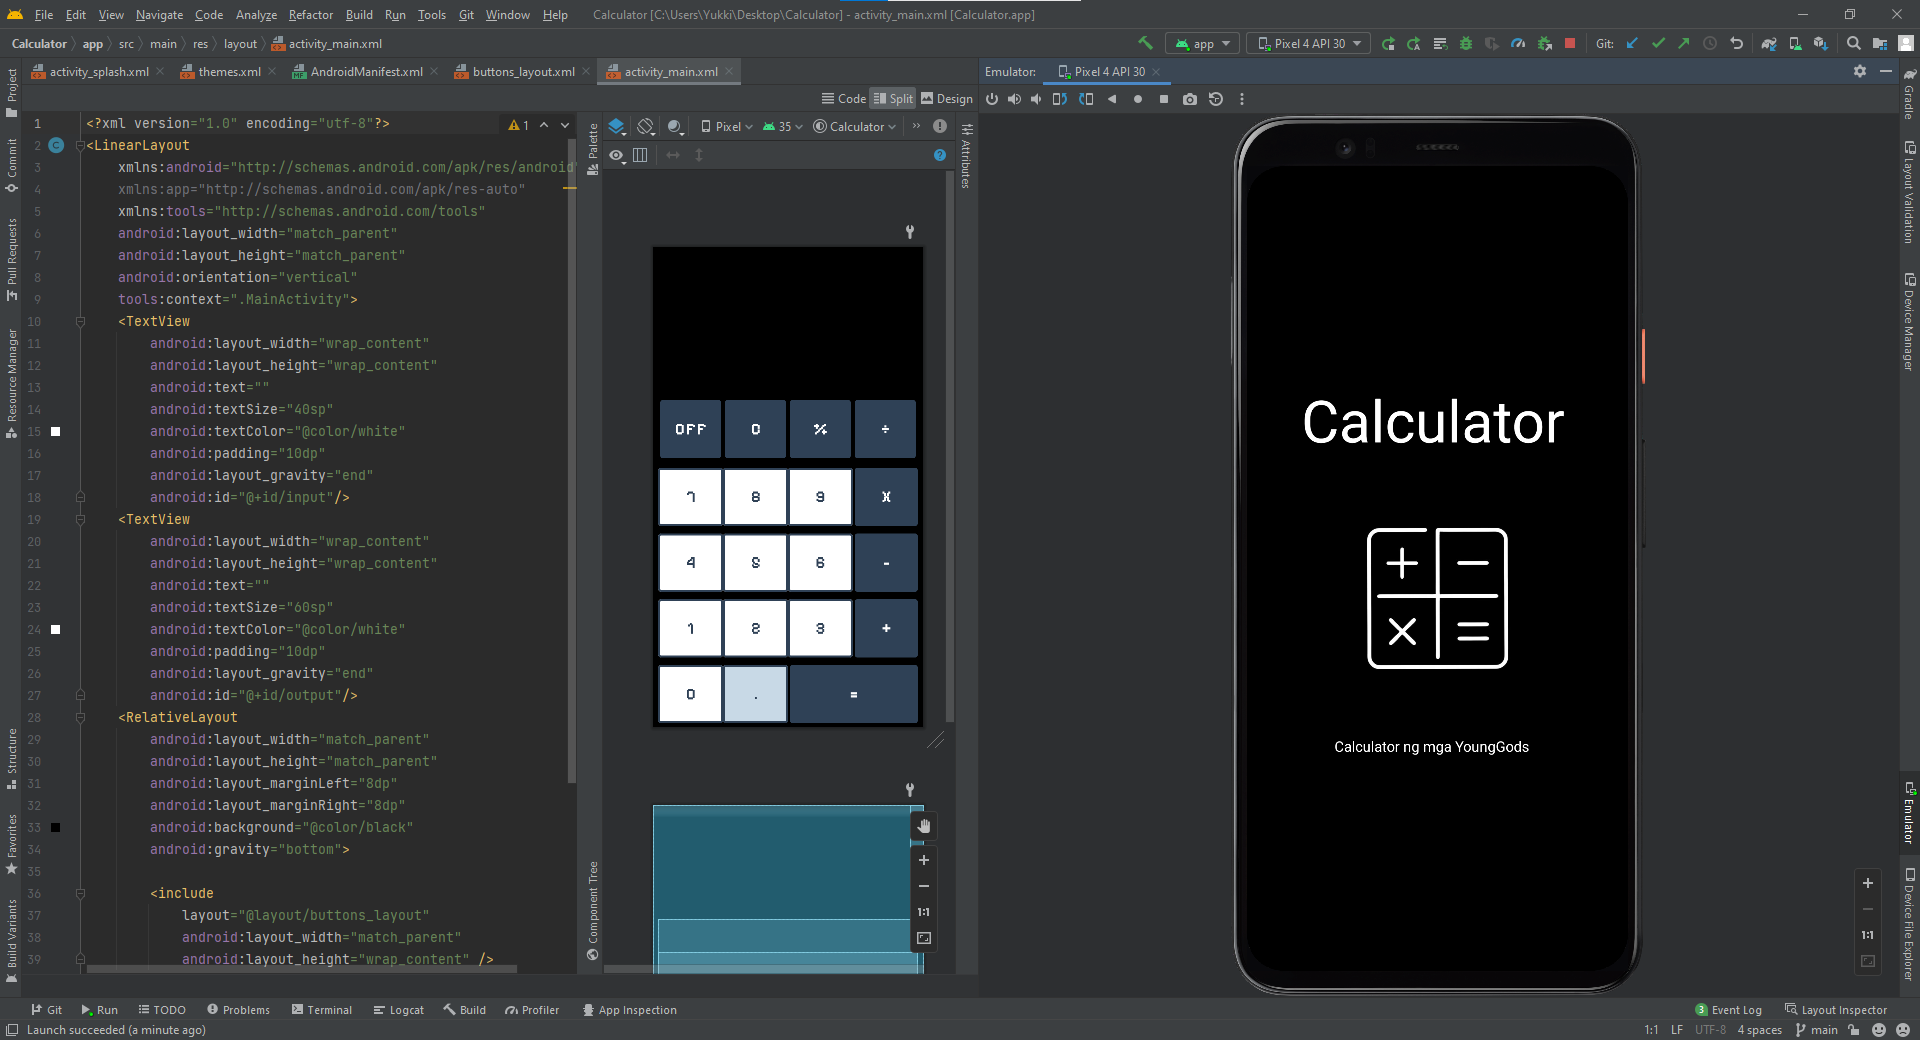 File Edit View Navigate Code Analyze Refactor Build Run Tools Git Window Help Calculator [C:\Users\Yukki\Desktop\Calculator] - activity_main.xml [Calculator.app]
Calculator app src main res layout activity_main.xml
app Pixel 4 API 30 Git:
activity_splash.xml themes.xml AndroidManifest.xml buttons_layout.xml activity_main.xml
Emulator: Pixel 4 API 30
Code Split Design
Project
Commit
Pull Requests
Resource Manager
Structure
Favorites
Build Variants
1 <?xml version="1.0" encoding="utf-8"?>
2 <LinearLayout
3 xmlns:android="http://schemas.android.com/apk/res/android"
4 xmlns:app="http://schemas.android.com/apk/res-auto"
5 xmlns:tools="http://schemas.android.com/tools"
6 android:layout_width="match_parent"
7 android:layout_height="match_parent"
8 android:orientation="vertical"
9 tools:context=".MainActivity">
10 <TextView
11 android:layout_width="wrap_content"
12 android:layout_height="wrap_content"
13 android:text=""
14 android:textSize="40sp"
15 android:textColor="@color/white"
16 android:padding="10dp"
17 android:layout_gravity="end"
18 android:id="@+id/input"/>
19 <TextView
20 android:layout_width="wrap_content"
21 android:layout_height="wrap_content"
22 android:text=""
23 android:textSize="60sp"
24 android:textColor="@color/white"
25 android:padding="10dp"
26 android:layout_gravity="end"
27 android:id="@+id/output"/>
28 <RelativeLayout
29 android:layout_width="match_parent"
30 android:layout_height="match_parent"
31 android:layout_marginLeft="8dp"
32 android:layout_marginRight="8dp"
33 android:background="@color/black"
34 android:gravity="bottom">
35
36 <include
37 layout="@layout/buttons_layout"
38 android:layout_width="match_parent"
39 android:layout_height="wrap_content" />
1
C
Palette
Component Tree
Pixel 35 Calculator
Attributes
OFF 0 % ÷
7 8 9 X
4 5 6 -
1 2 3 +
0 . =
1:1
Calculator
Calculator ng mga YoungGods
1:1
Gradle
Layout Validation
Device Manager
Emulator
Device File Explorer
Git Run TODO Problems Terminal Logcat Build Profiler App Inspection 3 Event Log Layout Inspector
Launch succeeded (a minute ago) 1:1 LF UTF-8 4 spaces main